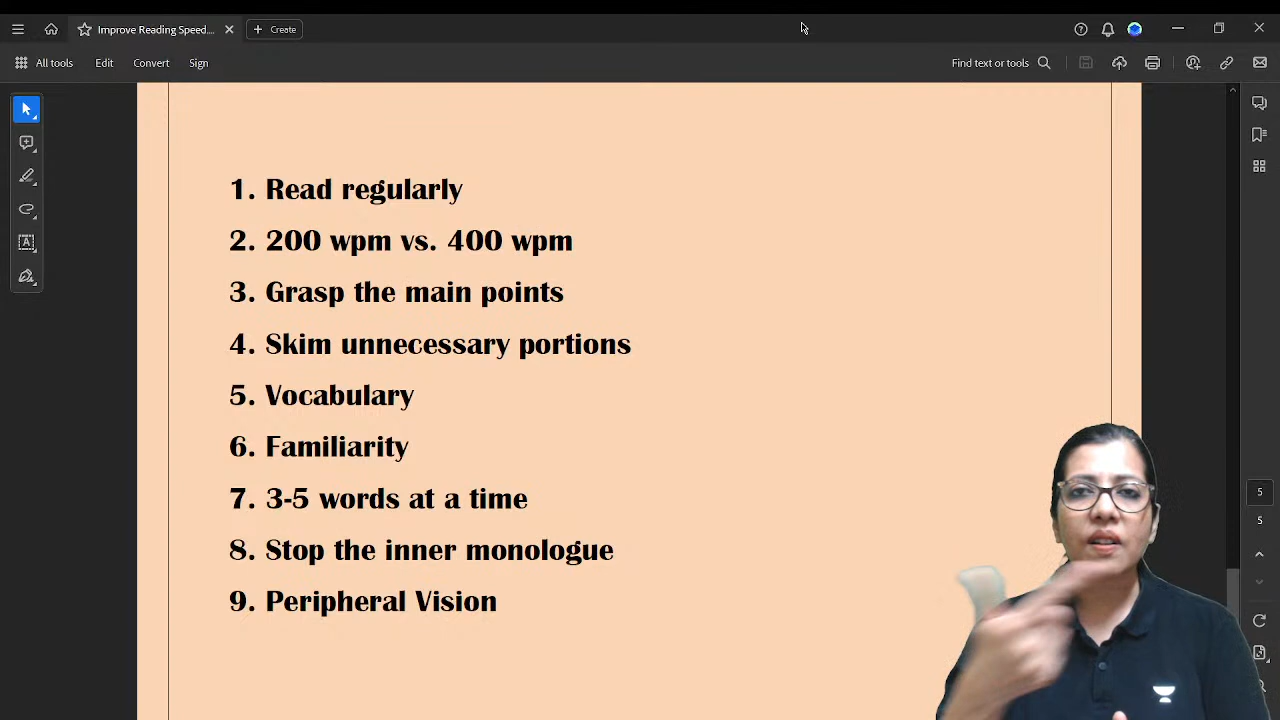 Improve Reading Speed...
Create
All tools
Edit
Convert
Sign
Find text or tools
1. Read regularly
2. 200 wpm vs. 400 wpm
3. Grasp the main points
4. Skim unnecessary portions
5. Vocabulary
6. Familiarity
7. 3-5 words at a time
8. Stop the inner monologue
9. Peripheral Vision
5
5